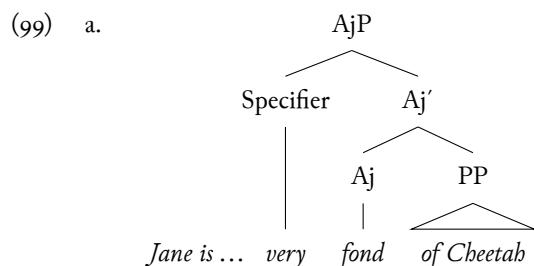 (99) a. AjP
Specifier Aj′
Aj PP
Jane is … very fond of Cheetah